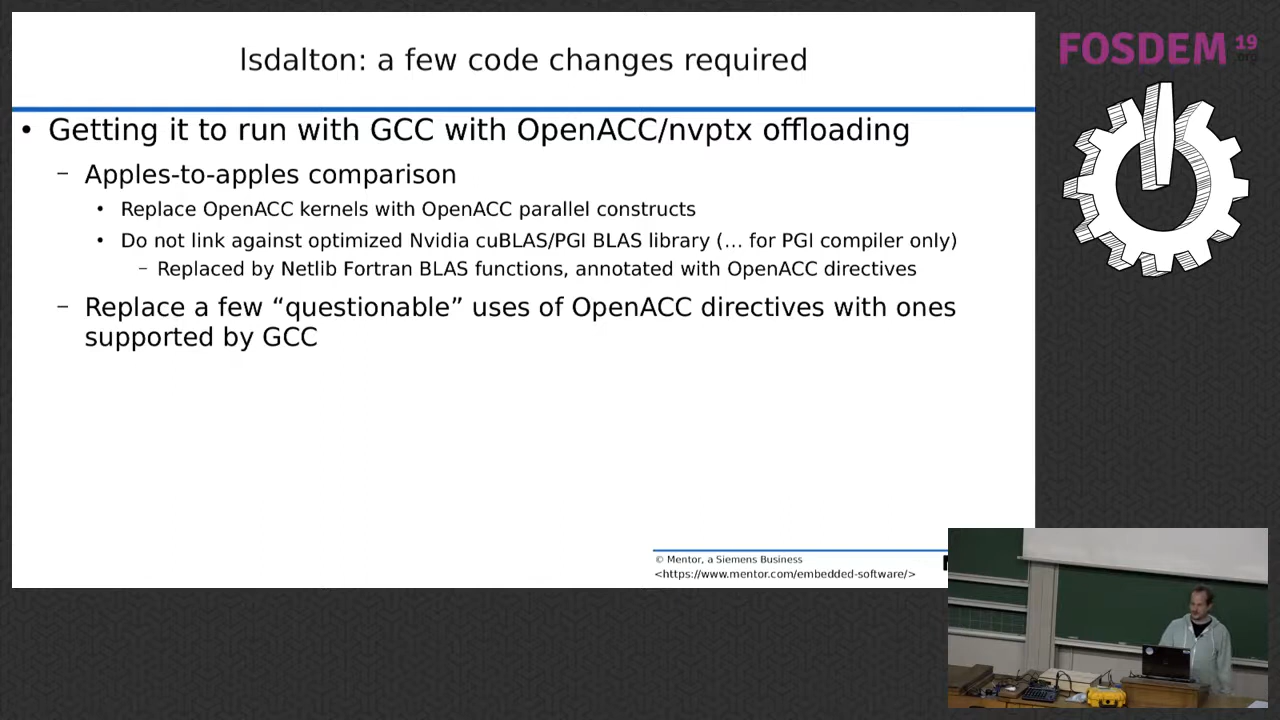 lsdalton: a few code changes required
• Getting it to run with GCC with OpenACC/nvptx offloading
– Apples-to-apples comparison
• Replace OpenACC kernels with OpenACC parallel constructs
• Do not link against optimized Nvidia cuBLAS/PGI BLAS library (... for PGI compiler only)
– Replaced by Netlib Fortran BLAS functions, annotated with OpenACC directives
– Replace a few “questionable” uses of OpenACC directives with ones
supported by GCC
© Mentor, a Siemens Business
<https://www.mentor.com/embedded-software/>
FOSDEM 19
.org